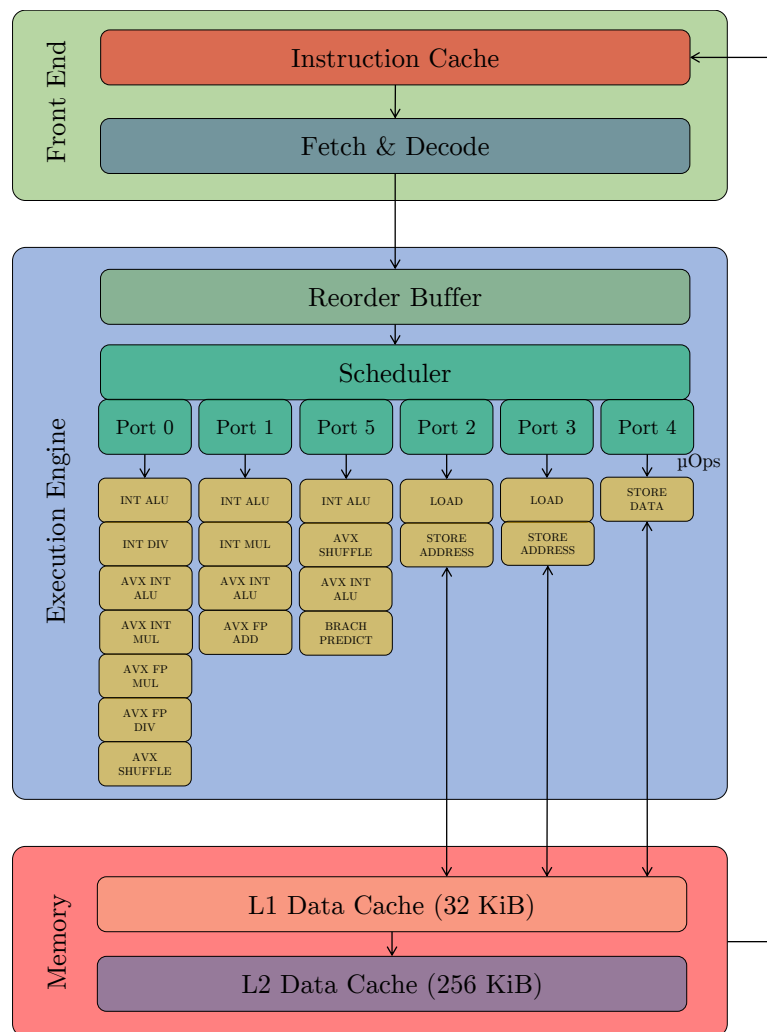 Front End
Instruction Cache
Fetch & Decode
Execution Engine
Reorder Buffer
Scheduler
Port 0
Port 1
Port 5
Port 2
Port 3
Port 4
µOps
INT ALU
INT DIV
AVX INT
ALU
AVX INT
MUL
AVX FP
MUL
AVX FP
DIV
AVX
SHUFFLE
INT ALU
INT MUL
AVX INT
ALU
AVX FP
ADD
INT ALU
AVX
SHUFFLE
AVX INT
ALU
BRACH
PREDICT
LOAD
STORE
ADDRESS
LOAD
STORE
ADDRESS
STORE
DATA
Memory
L1 Data Cache (32 KiB)
L2 Data Cache (256 KiB)